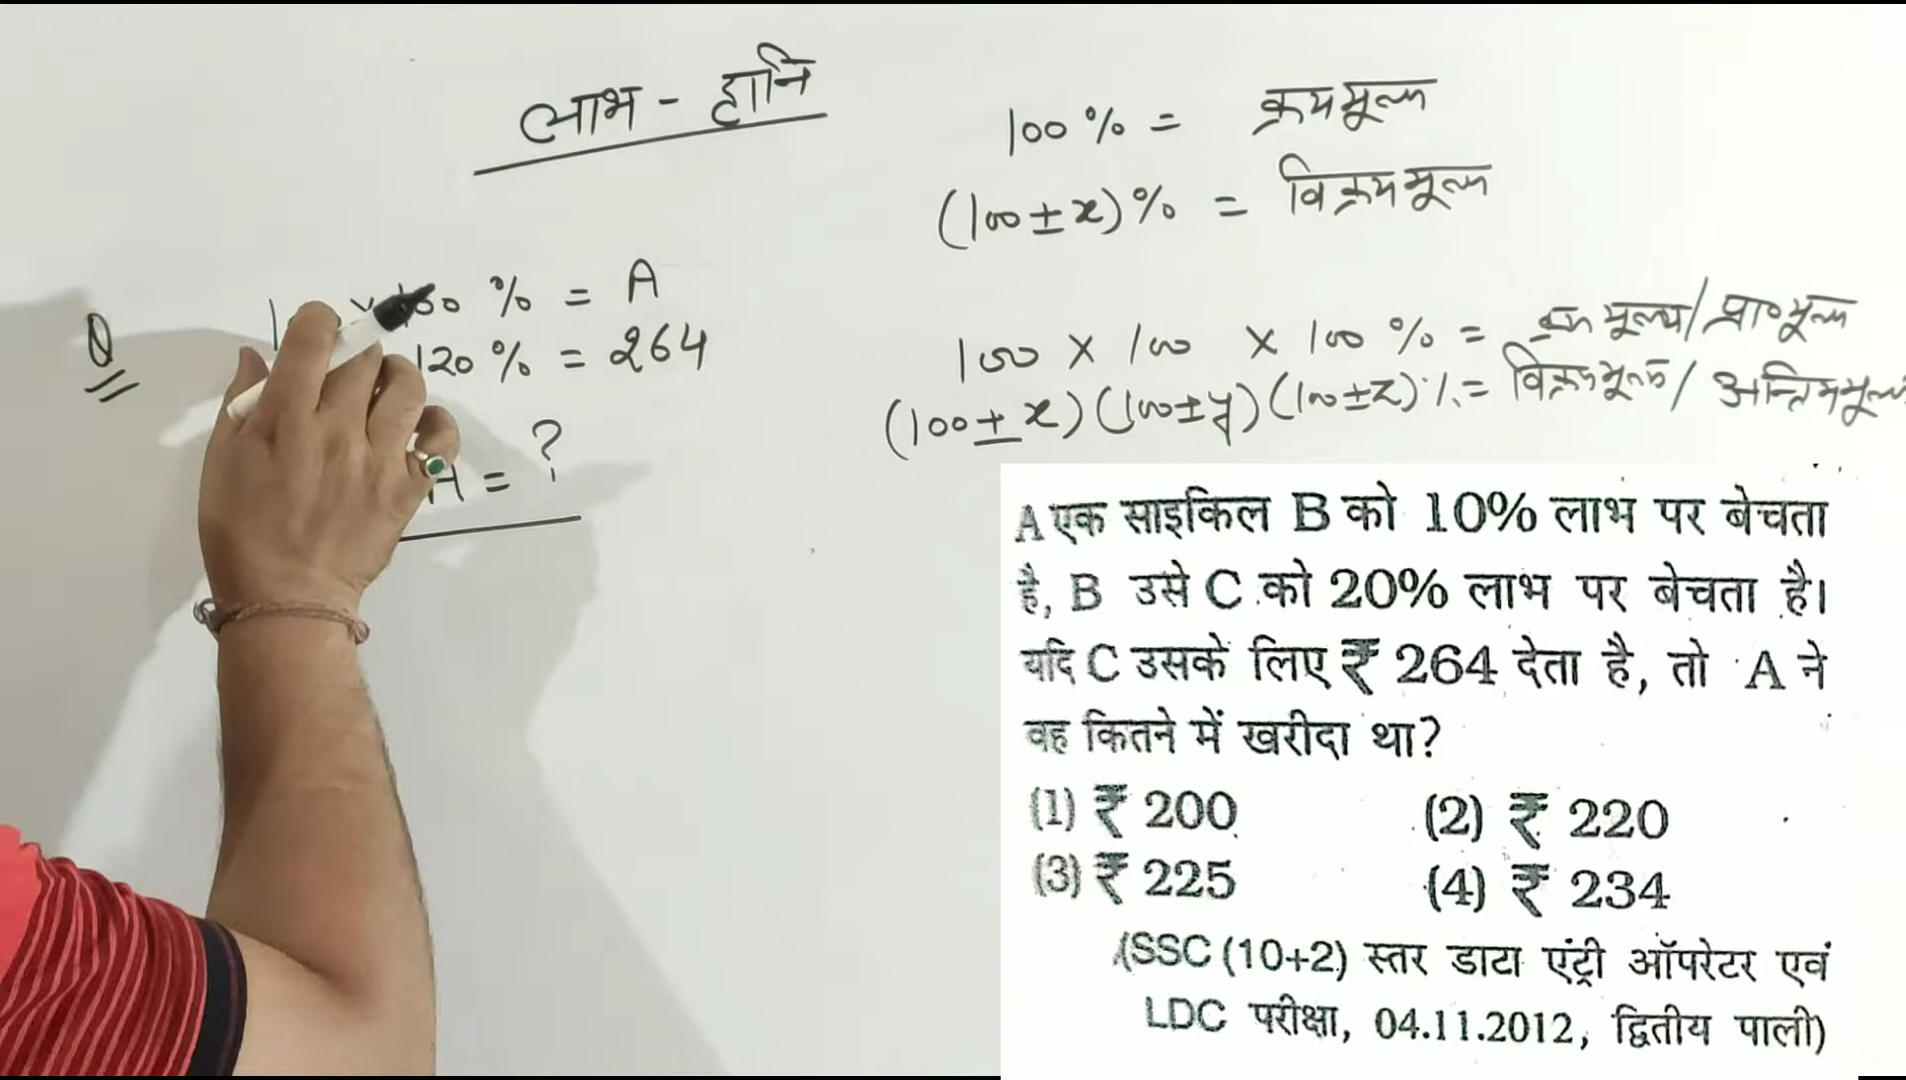 लाभ - हानि
100 % = क्रयमूल्य
(100 ± x) % = विक्रयमूल्य
Q
100 % = A
120 % = 264
A = ?
100 x 100 x 100 % = मूल्य / प्रा० मूल्य
(100 ± x) (100 ± y) (100 ± z) % = विक्रयमूल्य / अन्तिम मूल्य
A एक साइकिल B को 10% लाभ पर बेचता
है, B उसे C को 20% लाभ पर बेचता है।
यदि C उसके लिए ₹ 264 देता है, तो A ने
वह कितने में खरीदा था?
(1) ₹ 200 (2) ₹ 220
(3) ₹ 225 (4) ₹ 234
(SSC (10+2) स्तर डाटा एंट्री ऑपरेटर एवं
LDC परीक्षा, 04.11.2012, द्वितीय पाली)